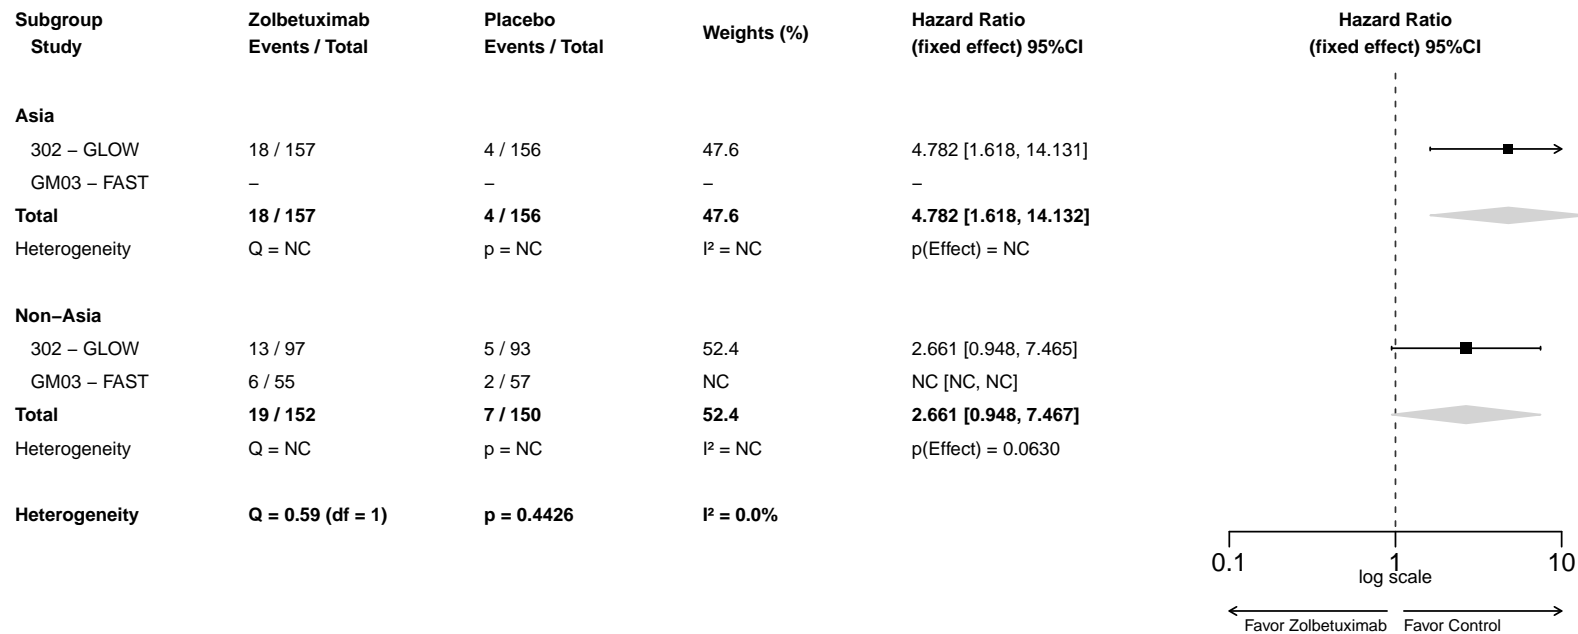 Subgroup Zolbetuximab Placebo Weights (%) Hazard Ratio Hazard Ratio
Study Events / Total Events / Total (fixed effect) 95%CI (fixed effect) 95%CI
Asia
302 – GLOW 18 / 157 4 / 156 47.6 4.782 [1.618, 14.131]
GM03 – FAST – – – –
Total 18 / 157 4 / 156 47.6 4.782 [1.618, 14.132]
Heterogeneity Q = NC p = NC I² = NC p(Effect) = NC
Non–Asia
302 – GLOW 13 / 97 5 / 93 52.4 2.661 [0.948, 7.465]
GM03 – FAST 6 / 55 2 / 57 NC NC [NC, NC]
Total 19 / 152 7 / 150 52.4 2.661 [0.948, 7.467]
Heterogeneity Q = NC p = NC I² = NC p(Effect) = 0.0630
Heterogeneity Q = 0.59 (df = 1) p = 0.4426 I² = 0.0%
0.1 1 10
log scale
Favor Zolbetuximab Favor Control